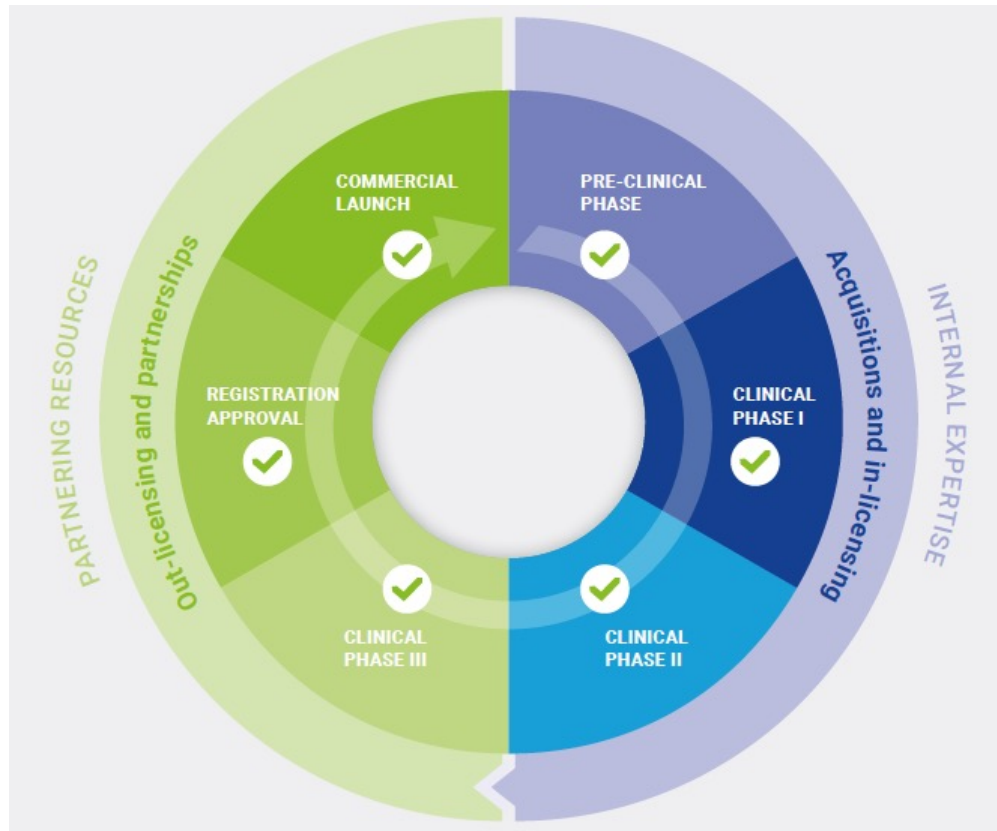 COMMERCIAL
LAUNCH
PRE-CLINICAL
PHASE
PARTNERING RESOURCES
Out-licensing and partnerships
Acquisitions and in-licensing
INTERNAL EXPERTISE
REGISTRATION
APPROVAL
CLINICAL
PHASE I
CLINICAL
PHASE III
CLINICAL
PHASE II